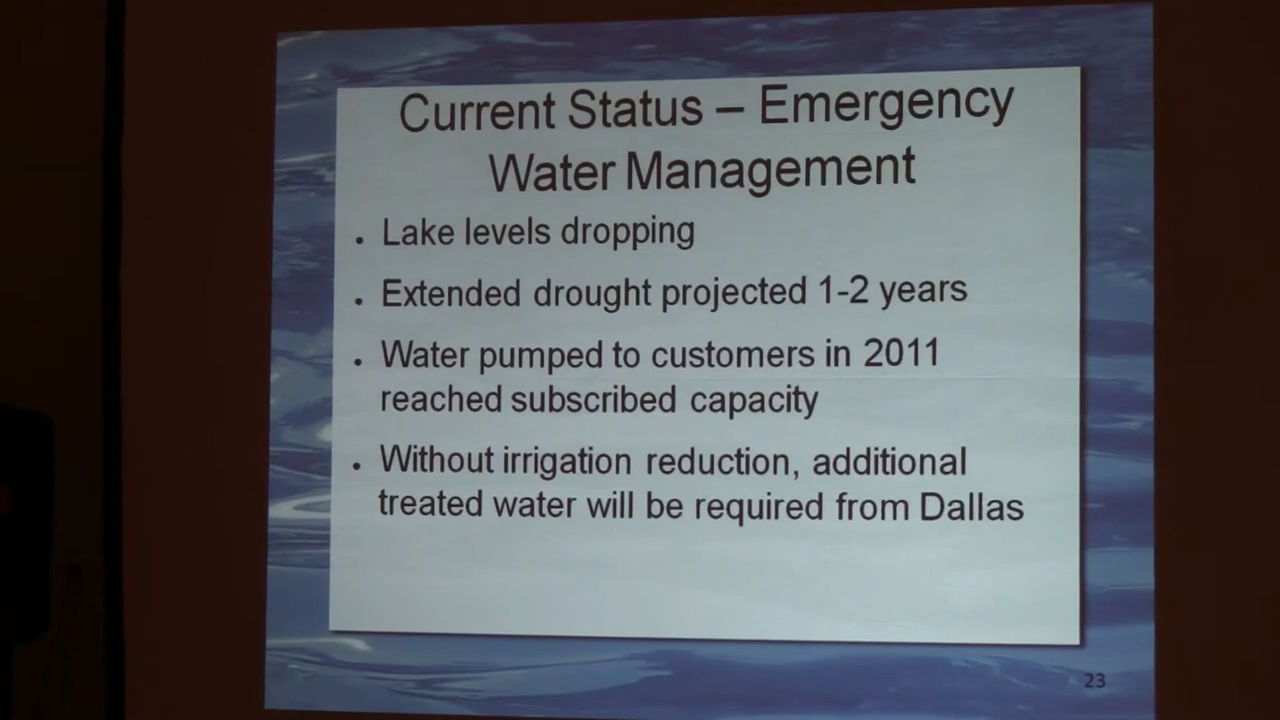 Current Status – Emergency
Water Management
• Lake levels dropping
• Extended drought projected 1-2 years
• Water pumped to customers in 2011
reached subscribed capacity
• Without irrigation reduction, additional
treated water will be required from Dallas
23